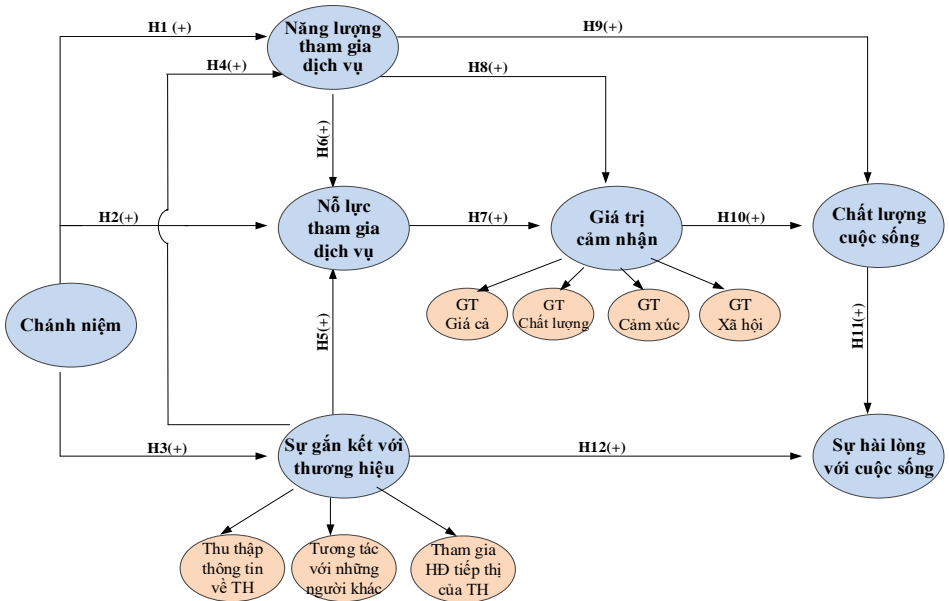 H1 (+)
Năng lượng
tham gia
dịch vụ
H9(+)
H4(+)
H8(+)
H6(+)
H2(+)
Nỗ lực
tham gia
dịch vụ
H7(+)
Giá trị
cảm nhận
H10(+)
Chất lượng
cuộc sống
GT
Giá cả
GT
Chất lượng
GT
Cảm xúc
GT
Xã hội
Chánh niệm
H5(+)
H11(+)
H3(+)
Sự gắn kết với
thương hiệu
H12(+)
Sự hài lòng
với cuộc sống
Thu thập
thông tin
về TH
Tương tác
với những
người khác
Tham gia
HĐ tiếp thị
của TH